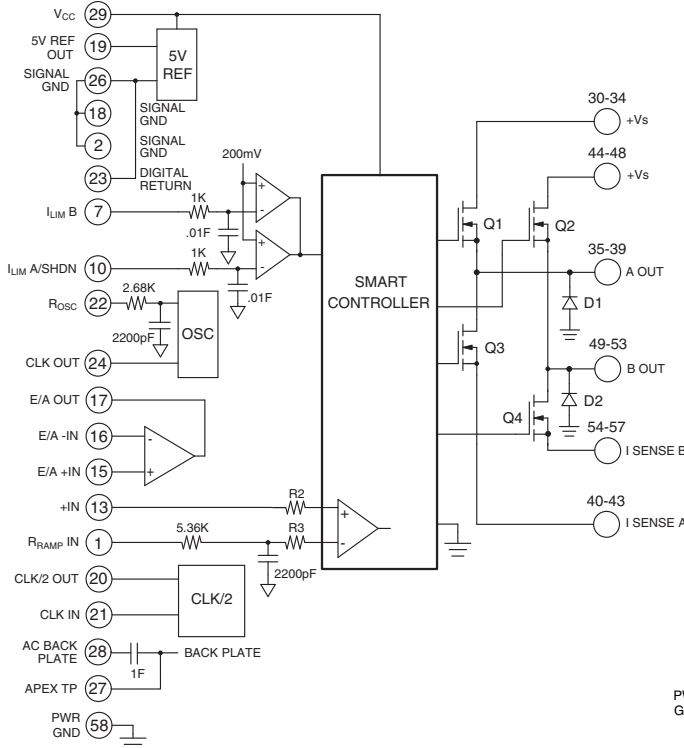 VCC 29
5V REF
OUT 19
5V
REF
SIGNAL
GND 26
18 SIGNAL
GND
2 SIGNAL
GND
23 DIGITAL
RETURN
200mV
ILIM B 7
1K
.01F
+
-
ILIM A/SHDN 10
1K
.01F
+
-
ROSC 22
2.68K
2200pF
OSC
CLK OUT 24
E/A OUT 17
E/A -IN 16
-
E/A +IN 15
+
+IN 13
R2
+
RRAMP IN 1
5.36K
R3
-
2200pF
CLK/2 OUT 20
CLK/2
CLK IN 21
AC BACK
PLATE 28
1F
BACK PLATE
APEX TP 27
PWR
GND 58
SMART
CONTROLLER
30-34
+Vs
44-48
+Vs
Q1
Q2
35-39
A OUT
D1
Q3
49-53
B OUT
D2
Q4
54-57
I SENSE B
40-43
I SENSE A